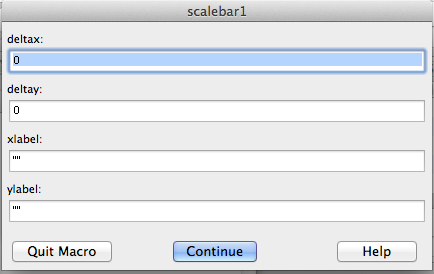 scalebar1
deltax:
0
deltay:
0
xlabel:
""
ylabel:
""
Quit Macro
Continue
Help